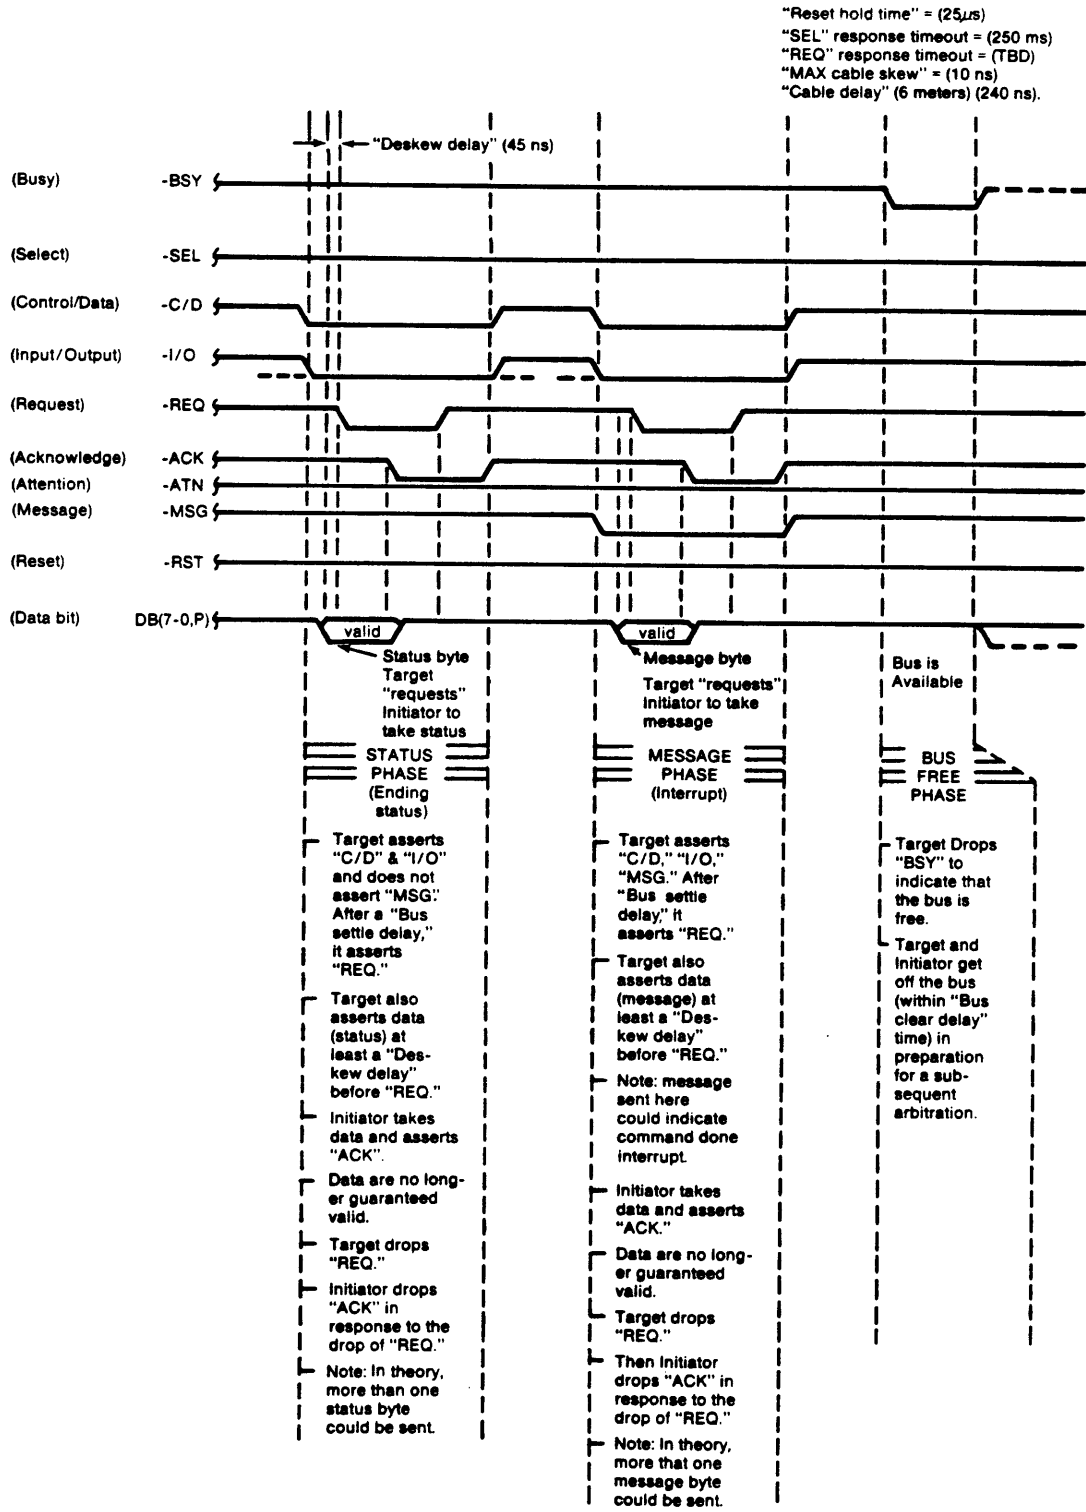 "Reset hold time" = (25µs)
"SEL" response timeout = (250 ms)
"REQ" response timeout = (TBD)
"MAX cable skew" = (10 ns)
"Cable delay" (6 meters) (240 ns).
"Deskew delay" (45 ns)
(Busy) -BSY
(Select) -SEL
(Control/Data) -C/D
(Input/Output) -I/O
(Request) -REQ
(Acknowledge) -ACK
(Attention) -ATN
(Message) -MSG
(Reset) -RST
(Data bit) DB(7-0,P)
valid
valid
Status byte
Target
"requests"
Initiator to
take status
Message byte
Target "requests"
Initiator to take
message
Bus is
Available
STATUS
PHASE
(Ending
status)
MESSAGE
PHASE
(Interrupt)
BUS
FREE
PHASE
Target asserts
"C/D" & "I/O"
and does not
assert "MSG."
After a "Bus
settle delay,"
it asserts
"REQ."
Target also
asserts data
(status) at
least a "Des-
kew delay"
before "REQ."
Initiator takes
data and asserts
"ACK".
Data are no long-
er guaranteed
valid.
Target drops
"REQ."
Initiator drops
"ACK" in
response to the
drop of "REQ."
Note: In theory,
more than one
status byte
could be sent.
Target asserts
"C/D," "I/O,"
"MSG." After
"Bus settle
delay," it
asserts "REQ."
Target also
asserts data
(message) at
least a "Des-
kew delay"
before "REQ."
Note: message
sent here
could indicate
command done
interrupt.
Initiator takes
data and asserts
"ACK."
Data are no long-
er guaranteed
valid.
Target drops
"REQ."
Then Initiator
drops "ACK" in
response to the
drop of "REQ."
Note: In theory,
more that one
message byte
could be sent.
Target Drops
"BSY" to
indicate that
the bus is
free.
Target and
Initiator get
off the bus
(within "Bus
clear delay"
time) in
preparation
for a sub-
sequent
arbitration.